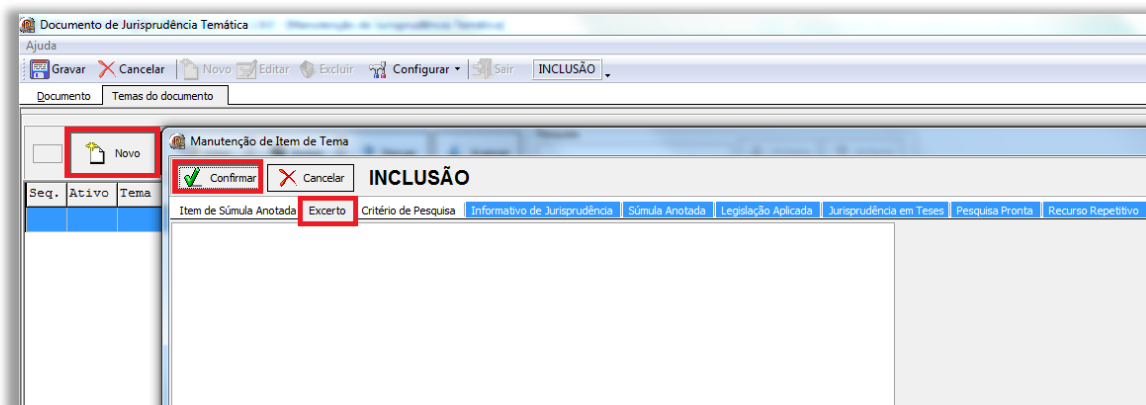 Documento de Jurisprudência Temática
Ajuda
Gravar Cancelar Novo Editar Excluir Configurar Sair INCLUSÃO
Documento Temas do documento
Novo
Manutenção de Item de Tema
Confirmar Cancelar INCLUSÃO
Seq. Ativo Tema
Item de Súmula Anotada Excerto Critério de Pesquisa Informativo de Jurisprudência Súmula Anotada Legislação Aplicada Jurisprudência em Teses Pesquisa Pronta Recurso Repetitivo